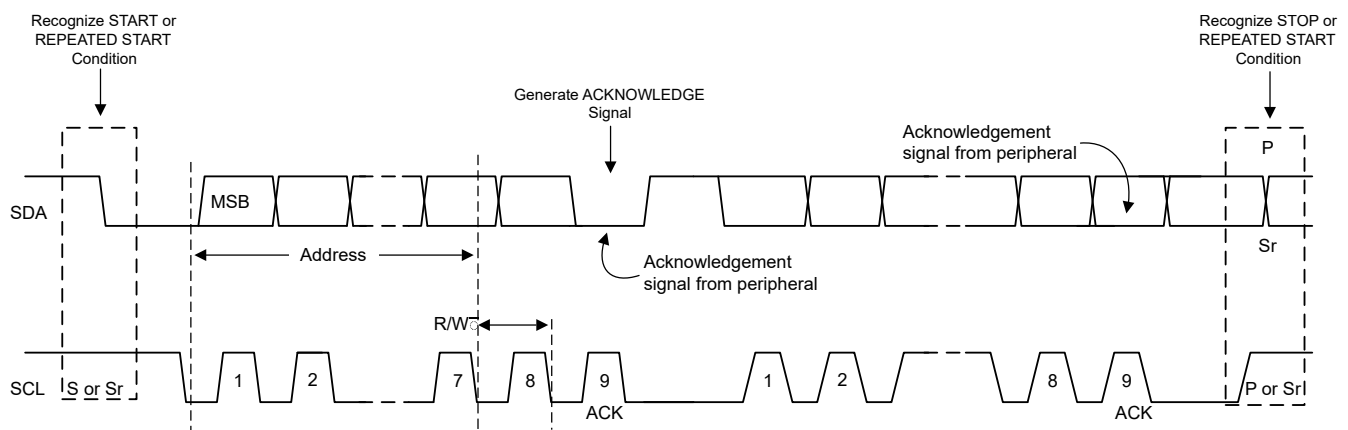 Recognize START or
REPEATED START
Condition
Recognize STOP or
REPEATED START
Condition
Generate ACKNOWLEDGE
Signal
Acknowledgement
signal from peripheral
P
SDA
MSB
Address
Acknowledgement
signal from peripheral
Sr
R/W
SCL
S or Sr
1
2
7
8
9
1
2
8
9
P or Sr
ACK
ACK